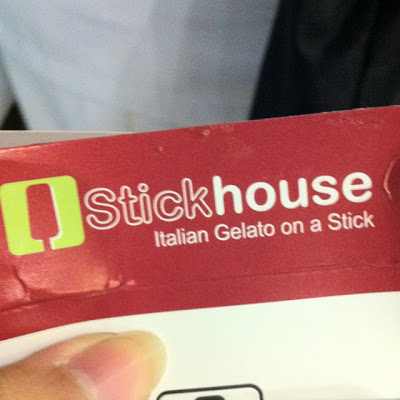 Stickhouse
Italian Gelato on a Stick